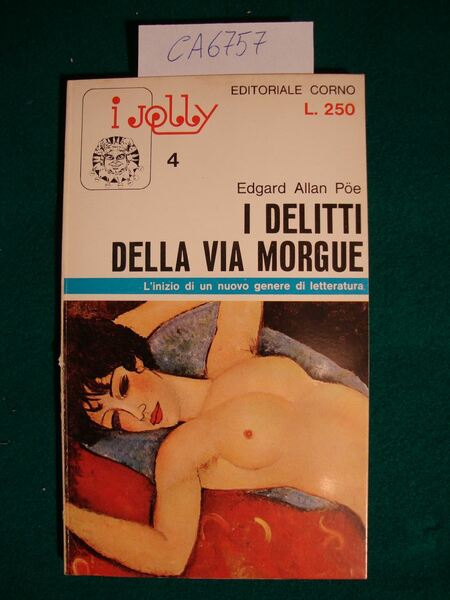 CA6757
EDITORIALE CORNO
L. 250
i Jolly
4
Edgard Allan Pöe
I DELITTI
DELLA VIA MORGUE
L'inizio di un nuovo genere di letteratura